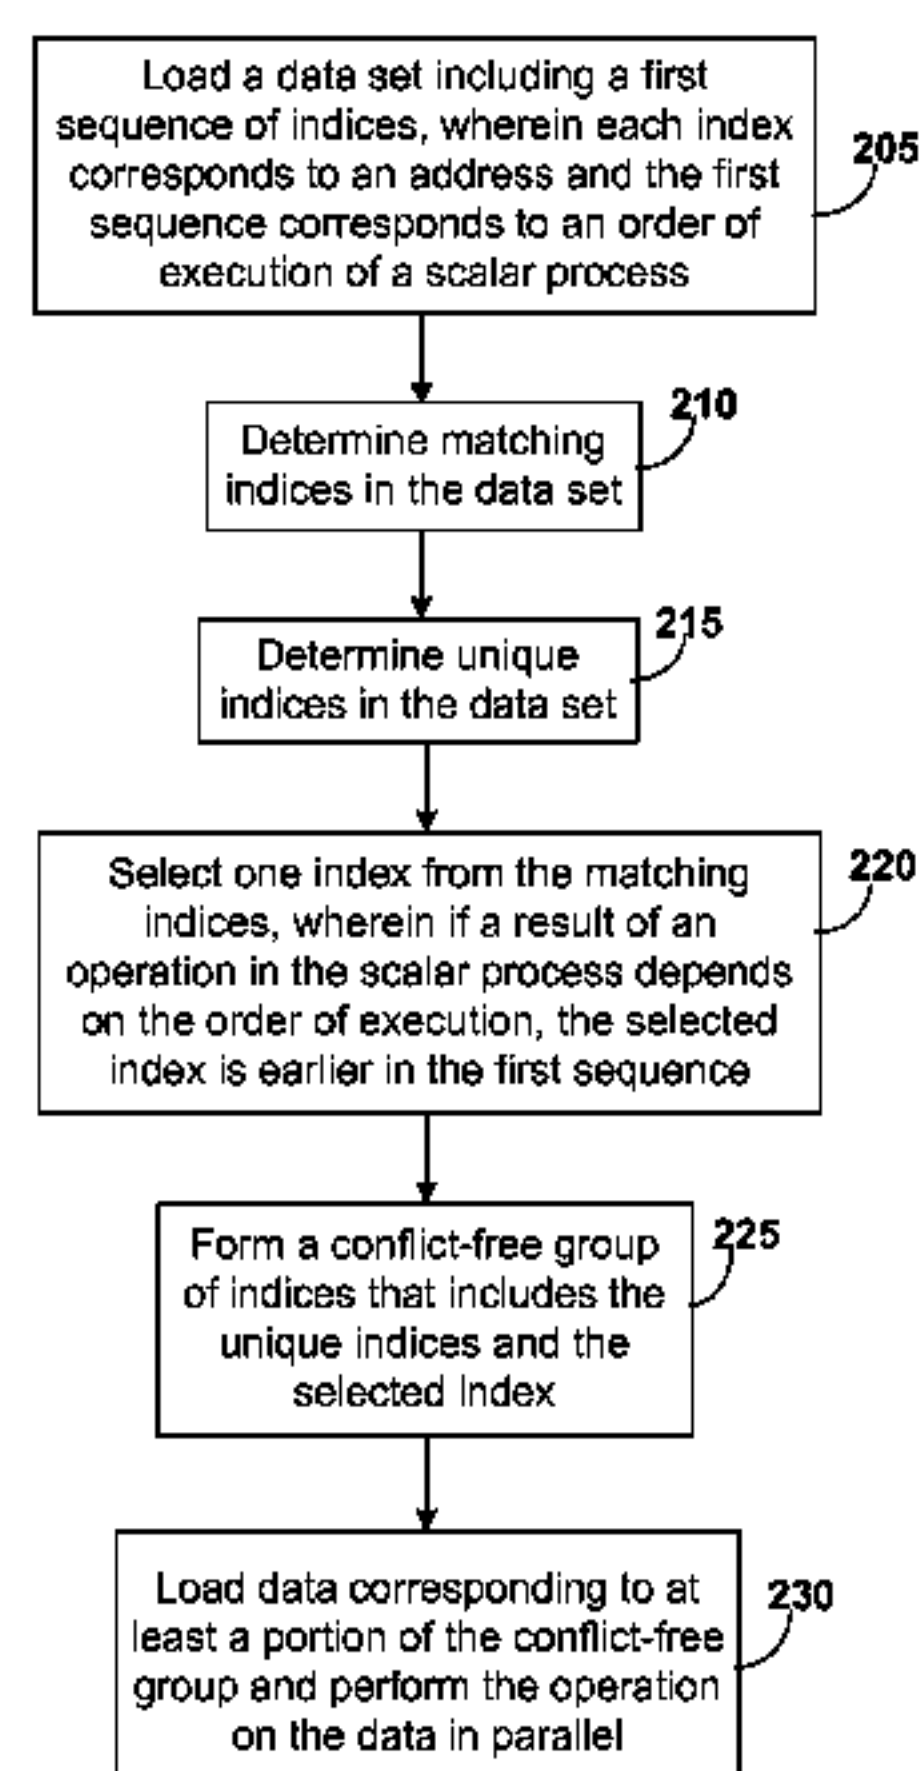 Load a data set including a first
sequence of indices, wherein each index
corresponds to an address and the first
sequence corresponds to an order of
execution of a scalar process
205
Determine matching
indices in the data set
210
Determine unique
indices in the data set
215
Select one index from the matching
indices, wherein if a result of an
operation in the scalar process depends
on the order of execution, the selected
index is earlier in the first sequence
220
Form a conflict-free group
of indices that includes the
unique indices and the
selected Index
225
Load data corresponding to at
least a portion of the conflict-free
group and perform the operation
on the data in parallel
230